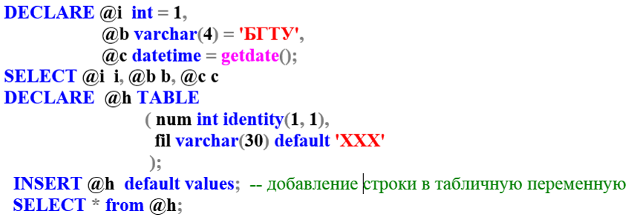 DECLARE @i int = 1,
@b varchar(4) = 'БГТУ',
@c datetime = getdate();
SELECT @i i, @b b, @c c
DECLARE @h TABLE
( num int identity(1, 1),
fil varchar(30) default 'XXX'
);
INSERT @h default values; -- добавление строки в табличную переменную
SELECT * from @h;